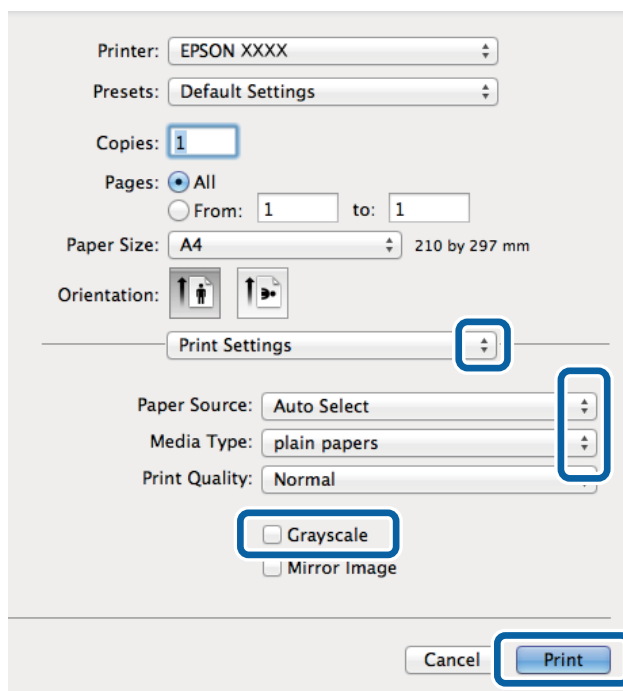 Printer: EPSON XXXX
Presets: Default Settings
Copies: 1
Pages: All
From: 1 to: 1
Paper Size: A4 210 by 297 mm
Orientation:
Print Settings
Paper Source: Auto Select
Media Type: plain papers
Print Quality: Normal
Grayscale
Mirror Image
Cancel Print